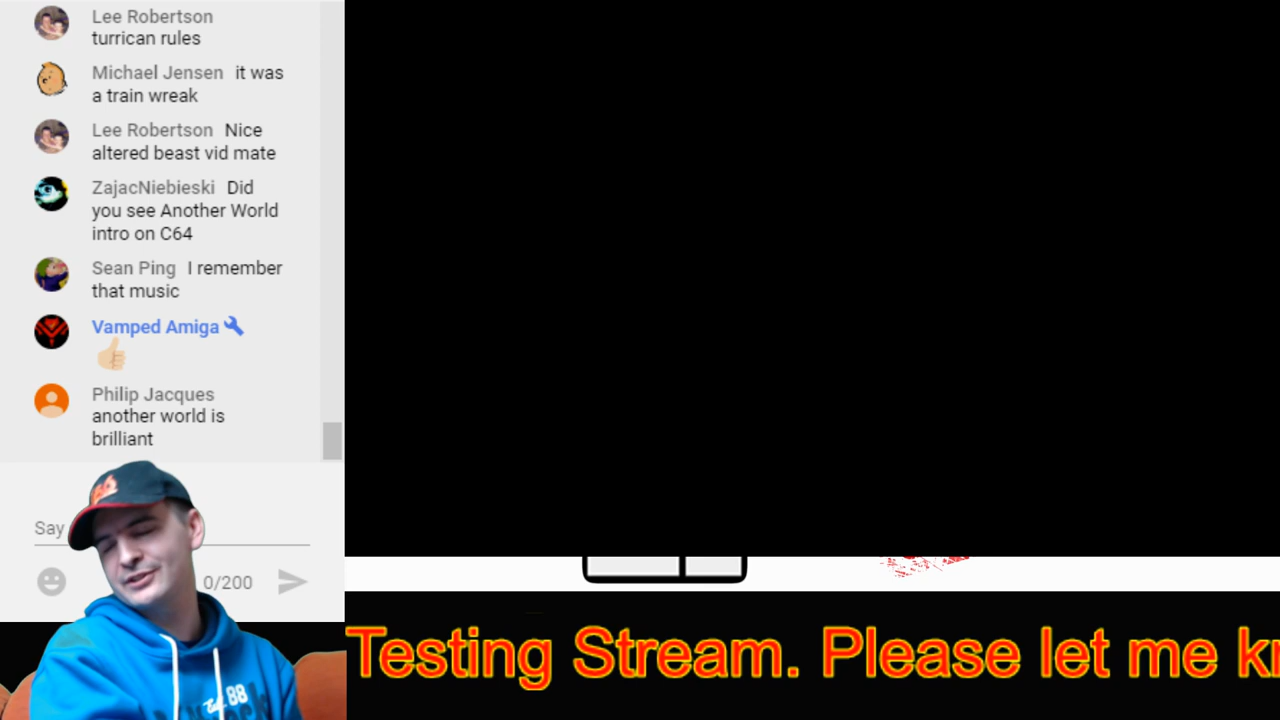 Lee Robertson
turrican rules
Michael Jensen it was
a train wreak
Lee Robertson Nice
altered beast vid mate
ZajacNiebieski Did
you see Another World
intro on C64
Sean Ping I remember
that music
Vamped Amiga
Philip Jacques
another world is
brilliant
Say
0/200
88
Testing Stream. Please let me